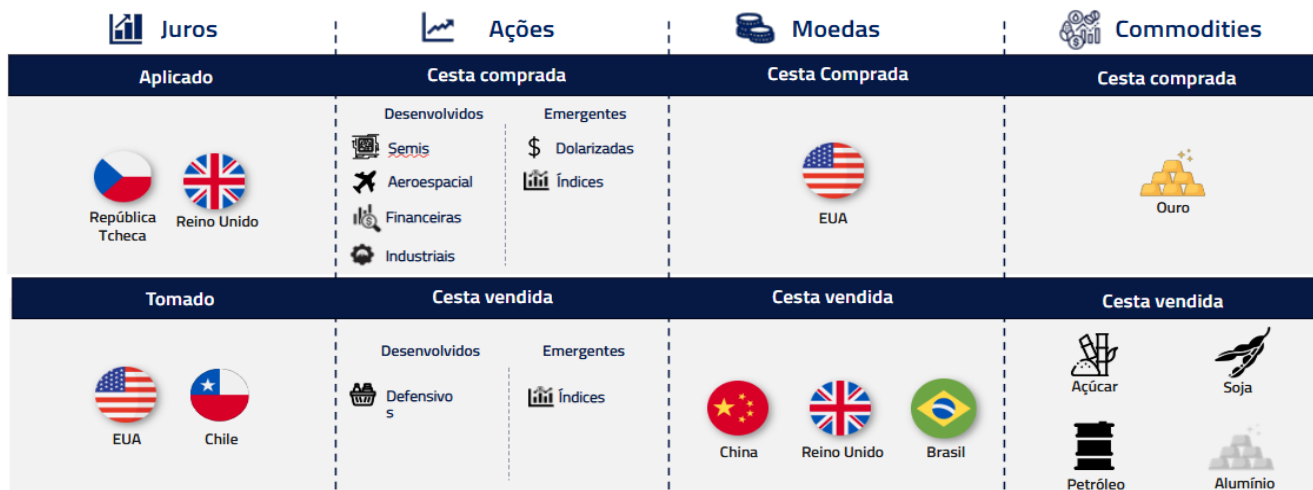 Juros
Ações
Moedas
Commodities
Aplicado
Cesta comprada
Cesta Comprada
Cesta comprada
República
Tcheca
Reino Unido
Desenvolvidos
Semis
Aeroespacial
Financeiras
Industriais
Emergentes
$ Dolarizadas
Índices
EUA
Ouro
Tomado
Cesta vendida
Cesta vendida
Cesta vendida
EUA
Chile
Desenvolvidos
Defensivo
s
Emergentes
Índices
China
Reino Unido
Brasil
Açúcar
Soja
Petróleo
Alumínio